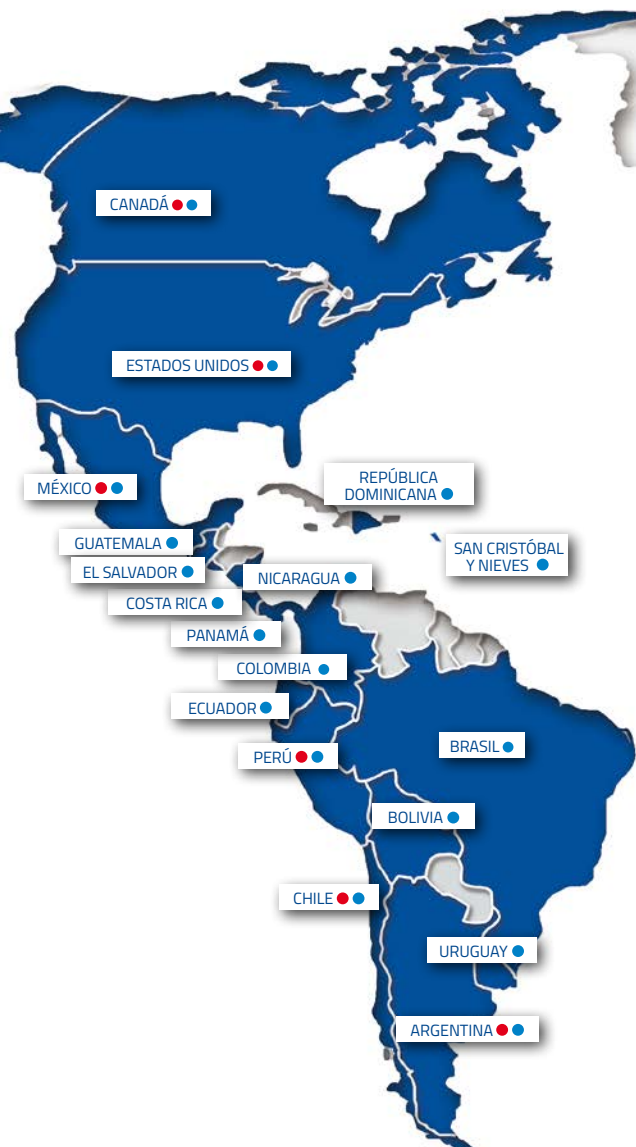 CANADÁ
ESTADOS UNIDOS
MÉXICO
REPÚBLICA
DOMINICANA
GUATEMALA
SAN CRISTÓBAL
Y NIEVES
EL SALVADOR
NICARAGUA
COSTA RICA
PANAMÁ
COLOMBIA
ECUADOR
BRASIL
PERÚ
BOLIVIA
CHILE
URUGUAY
ARGENTINA